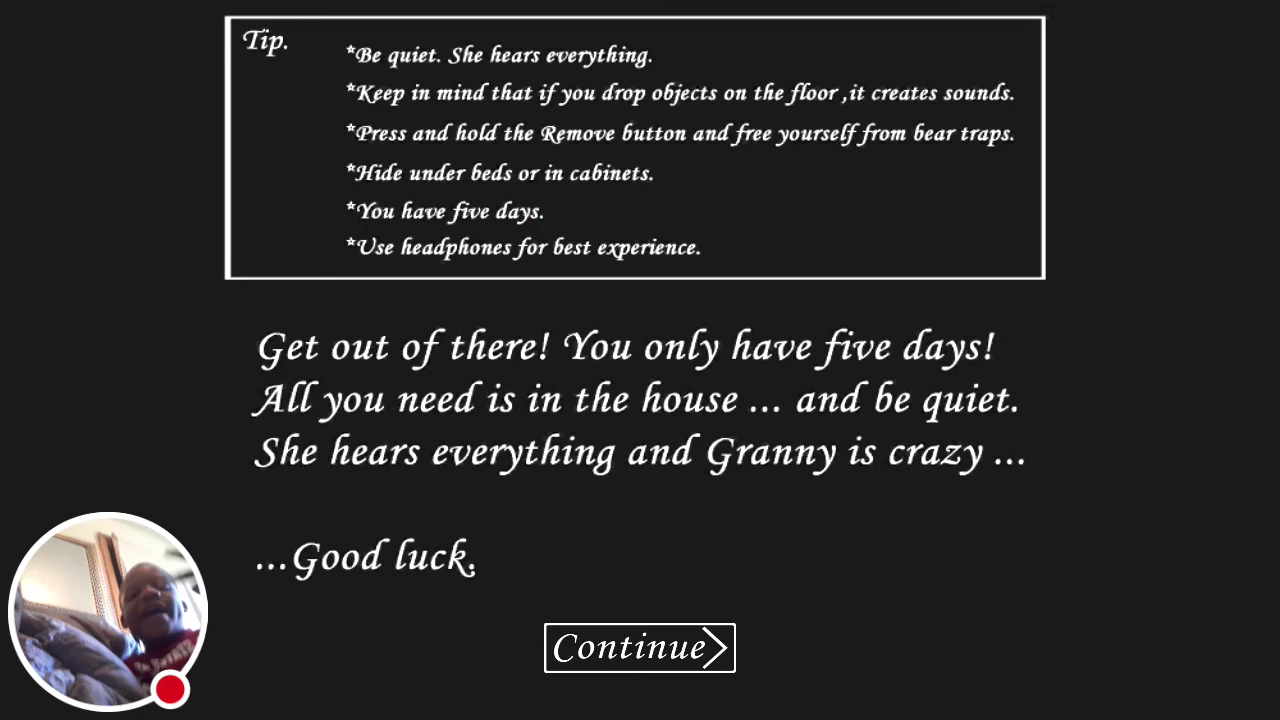 Tip.
*Be quiet. She hears everything.
*Keep in mind that if you drop objects on the floor ,it creates sounds.
*Press and hold the Remove button and free yourself from bear traps.
*Hide under beds or in cabinets.
*You have five days.
*Use headphones for best experience.
Get out of there! You only have five days!
All you need is in the house ... and be quiet.
She hears everything and Granny is crazy ...
...Good luck.
Continue>